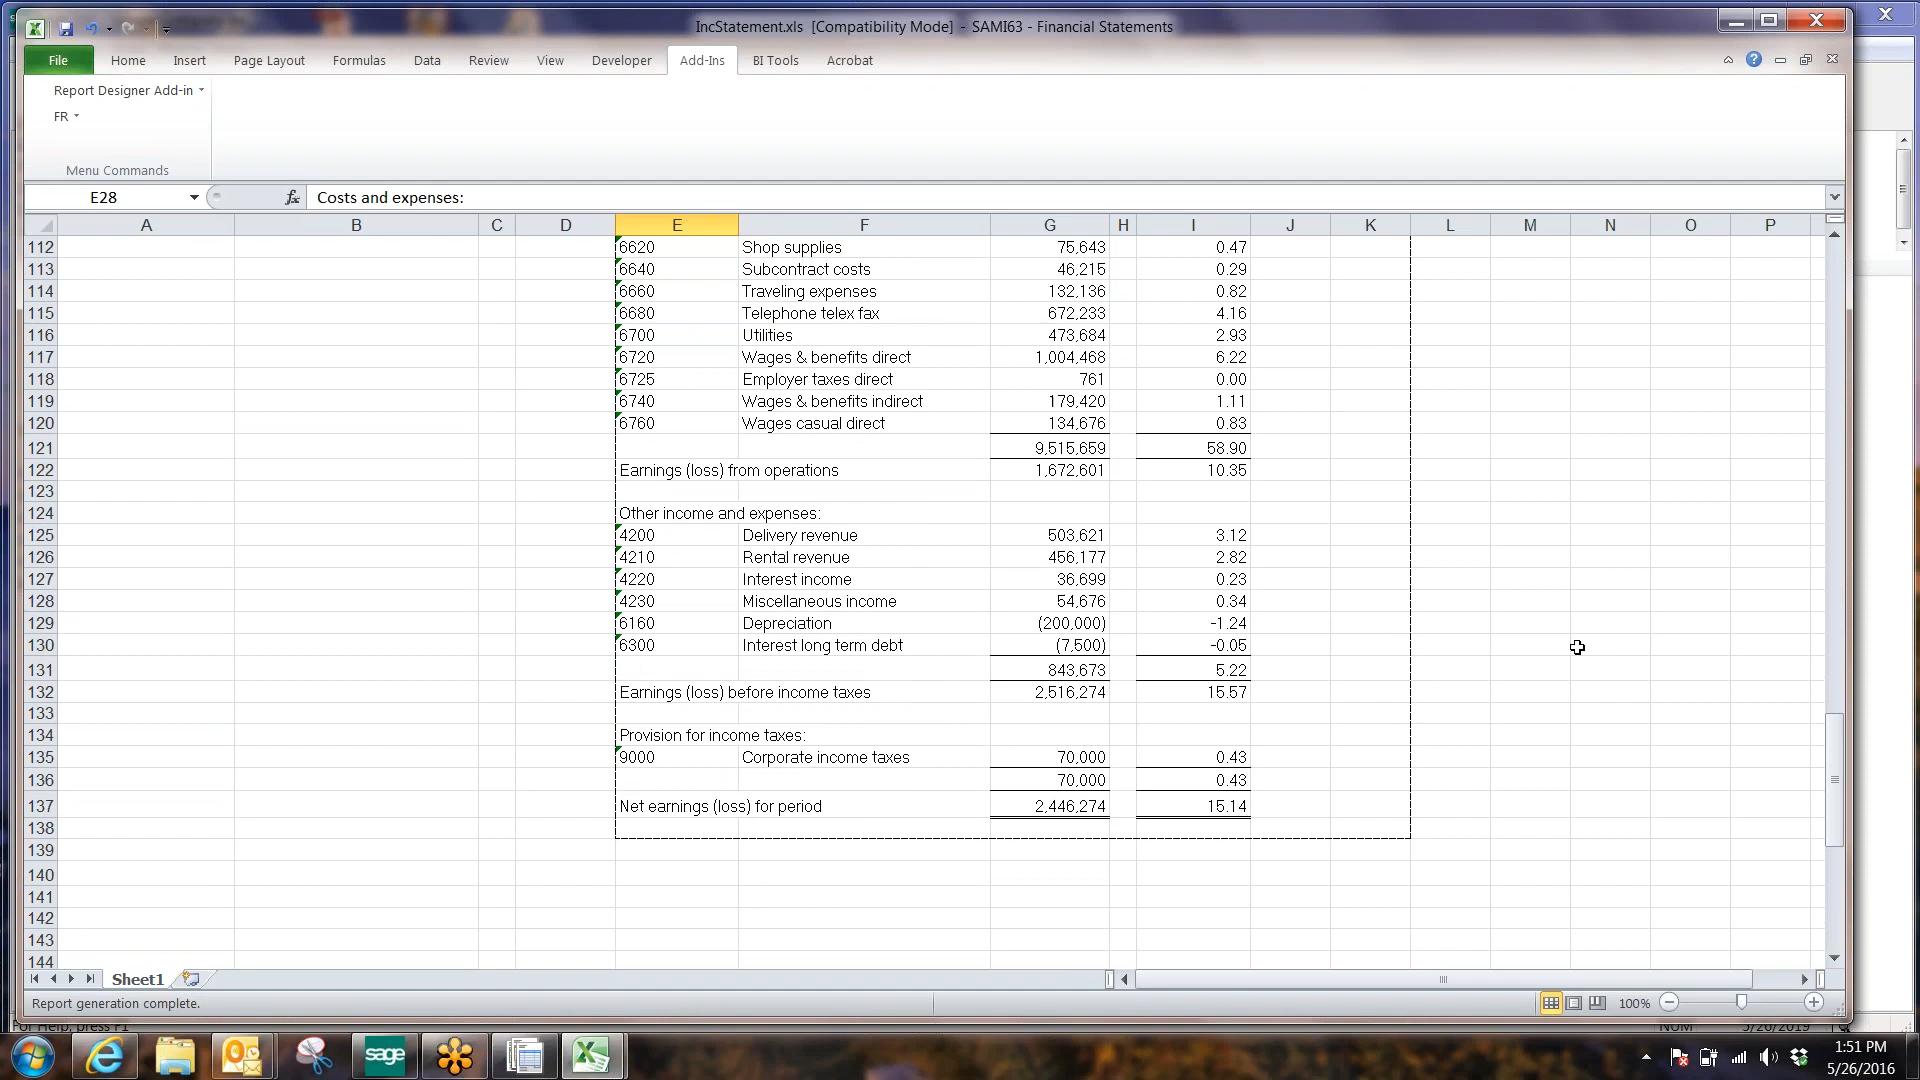 IncStatement.xls  [Compatibility Mode]  -  SAMI63 - Financial Statements
File Home Insert Page Layout Formulas Data Review View Developer Add-Ins BI Tools Acrobat
Report Designer Add-in
FR
Menu Commands
E28 fx Costs and expenses:
A B C D E F G H I J K L M N O P
112 6620 Shop supplies 75,643 0.47
113 6640 Subcontract costs 46,215 0.29
114 6660 Traveling expenses 132,136 0.82
115 6680 Telephone telex fax 672,233 4.16
116 6700 Utilities 473,684 2.93
117 6720 Wages & benefits direct 1,004,468 6.22
118 6725 Employer taxes direct 761 0.00
119 6740 Wages & benefits indirect 179,420 1.11
120 6760 Wages casual direct 134,676 0.83
121 9,515,659 58.90
122 Earnings (loss) from operations 1,672,601 10.35
123
124 Other income and expenses:
125 4200 Delivery revenue 503,621 3.12
126 4210 Rental revenue 456,177 2.82
127 4220 Interest income 36,699 0.23
128 4230 Miscellaneous income 54,676 0.34
129 6160 Depreciation (200,000) -1.24
130 6300 Interest long term debt (7,500) -0.05
131 843,673 5.22
132 Earnings (loss) before income taxes 2,516,274 15.57
133
134 Provision for income taxes:
135 9000 Corporate income taxes 70,000 0.43
136 70,000 0.43
137 Net earnings (loss) for period 2,446,274 15.14
138
139
140
141
142
143
144
Sheet1
Report generation complete. 100%
For Help, press F1 NUM 5/26/2019
sage 1:51 PM
5/26/2016